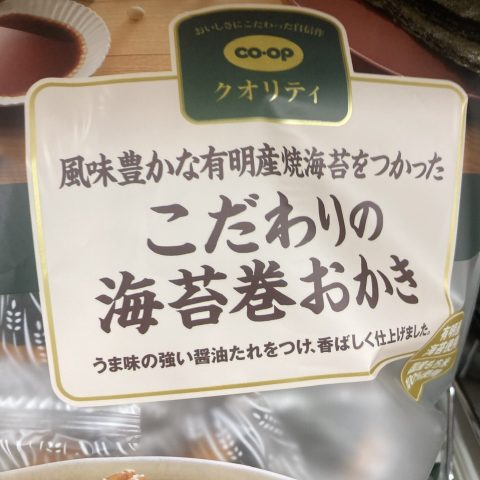 おいしさにこだわった自信作
CO·OP
クオリティ
風味豊かな有明産焼海苔をつかった
こだわりの
海苔巻おかき
うま味の強い醤油たれをつけ、香ばしく仕上げました。